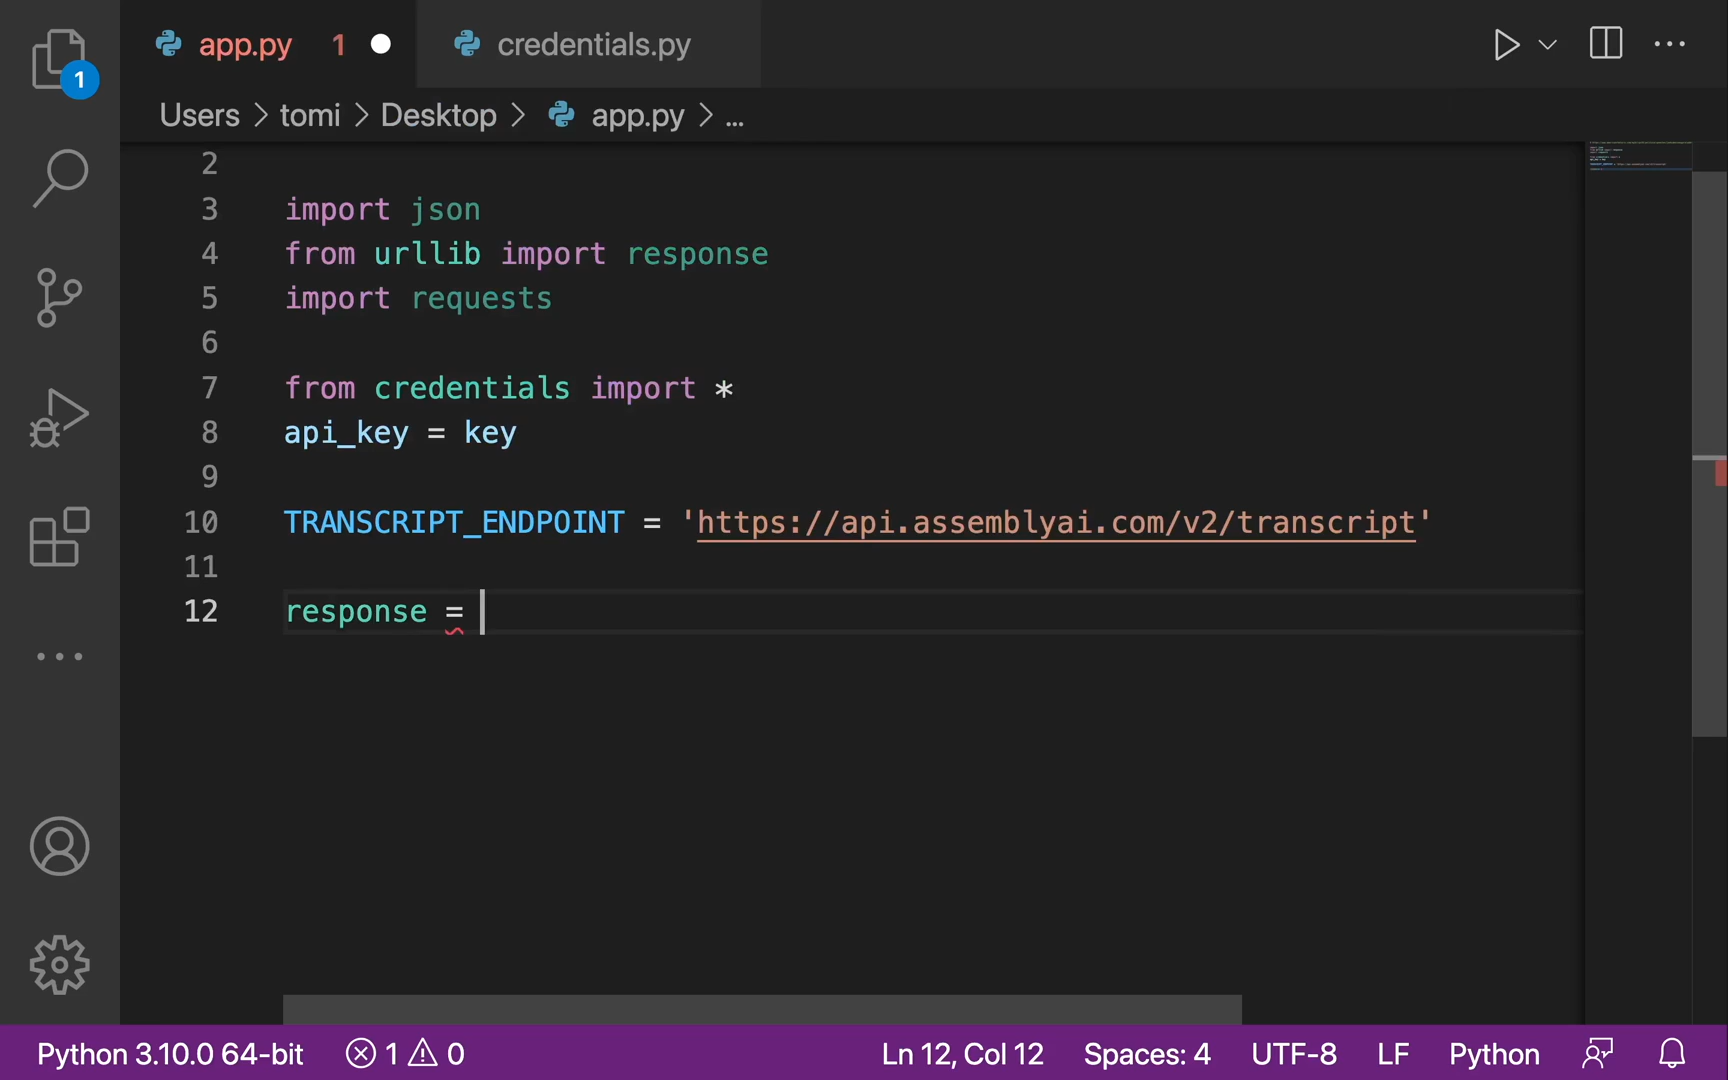 app.py 1 credentials.py
1
Users > tomi > Desktop > app.py > ...
2
3 import json
4 from urllib import response
5 import requests
6
7 from credentials import *
8 api_key = key
9
10 TRANSCRIPT_ENDPOINT = 'https://api.assemblyai.com/v2/transcript'
11
12 response =
Python 3.10.0 64-bit 1 0 Ln 12, Col 12 Spaces: 4 UTF-8 LF Python